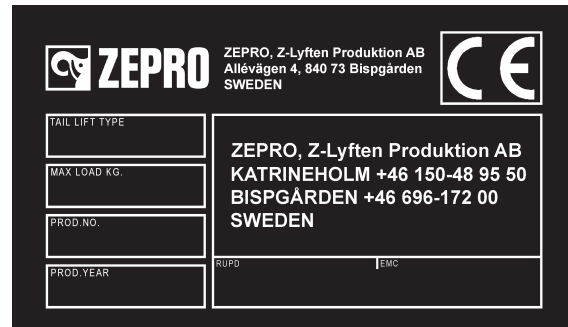 ZEPRO
ZEPRO, Z-Lyften Produktion AB
Allévägen 4, 840 73 Bispgården
SWEDEN
CE
TAIL LIFT TYPE
MAX LOAD KG.
PROD.NO.
PROD.YEAR
ZEPRO, Z-Lyften Produktion AB
KATRINEHOLM +46 150-48 95 50
BISPGÅRDEN +46 696-172 00
SWEDEN
RUPD
EMC